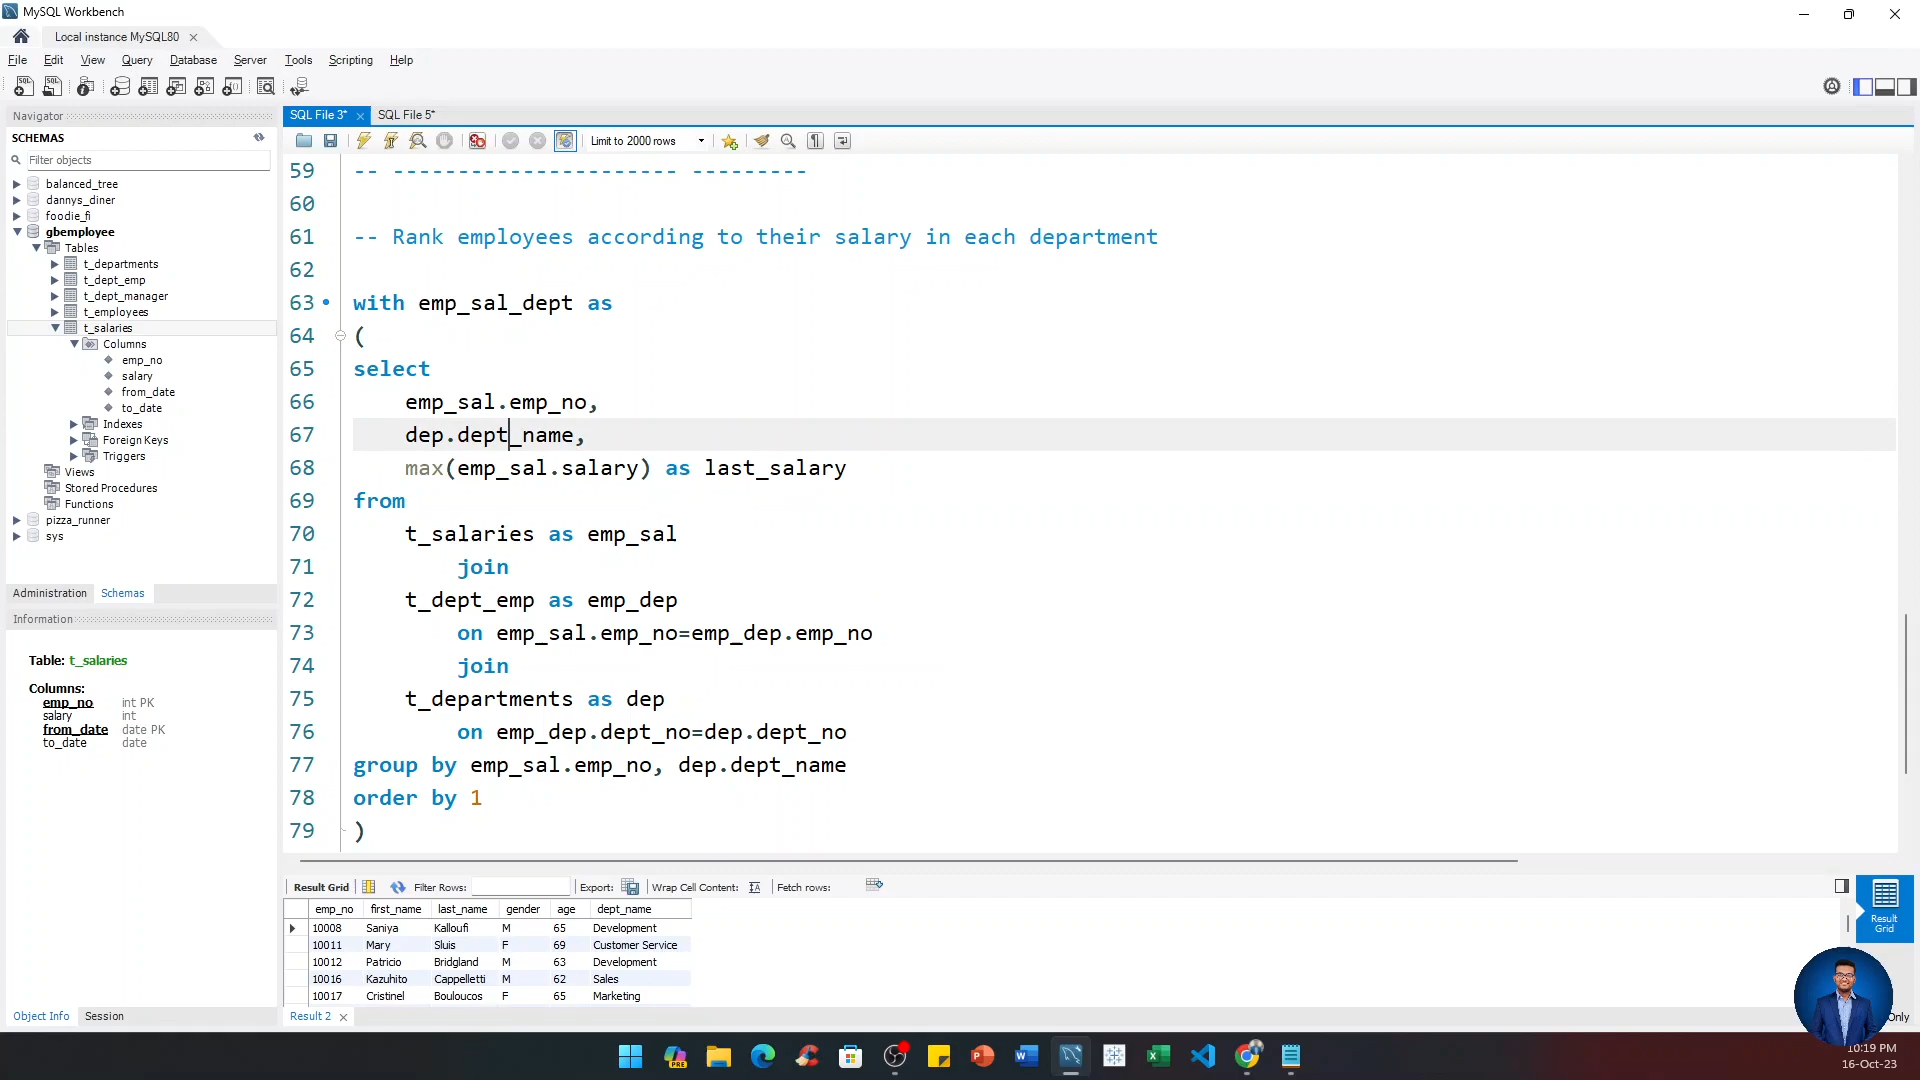 MySQL Workbench
Local instance MySQL80
File Edit View Query Database Server Tools Scripting Help
Navigator
SCHEMAS
Filter objects
balanced_tree
dannys_diner
foodie_fi
gbemployee
Tables
t_departments
t_dept_emp
t_dept_manager
t_employees
t_salaries
Columns
emp_no
salary
from_date
to_date
Indexes
Foreign Keys
Triggers
Views
Stored Procedures
Functions
pizza_runner
sys
Administration Schemas
Information
Table: t_salaries
Columns:
emp_no int PK
salary int
from_date date PK
to_date date
Object Info Session
SQL File 3* SQL File 5*
Limit to 2000 rows
59 -- ---------------------- ---------
60
61 -- Rank employees according to their salary in each department
62
63 with emp_sal_dept as
64 (
65 select
66 emp_sal.emp_no,
67 dep.dept_name,
68 max(emp_sal.salary) as last_salary
69 from
70 t_salaries as emp_sal
71 join
72 t_dept_emp as emp_dep
73 on emp_sal.emp_no=emp_dep.emp_no
74 join
75 t_departments as dep
76 on emp_dep.dept_no=dep.dept_no
77 group by emp_sal.emp_no, dep.dept_name
78 order by 1
79 )
Result Grid Filter Rows: Export: Wrap Cell Content: Fetch rows:
emp_no first_name last_name gender age dept_name
10008 Saniya Kalloufi M 65 Development
10011 Mary Sluis F 69 Customer Service
10012 Patricio Bridgland M 63 Development
10016 Kazuhito Cappelletti M 62 Sales
10017 Cristinel Bouloucos F 65 Marketing
Result Grid
Result 2
Only
10:19 PM
16-Oct-23